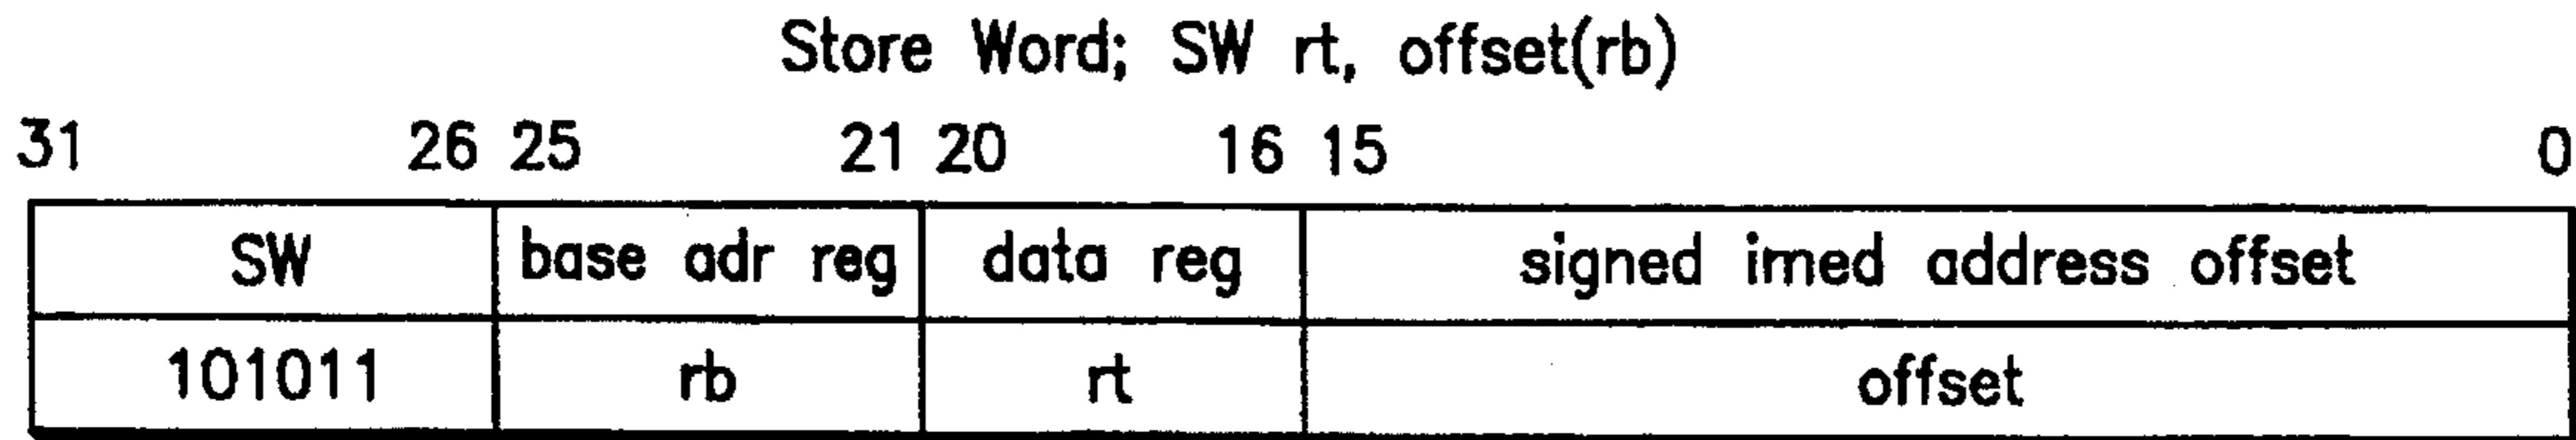 Store Word; SW rt, offset(rb)
31 26 25 21 20 16 15 0
SW base adr reg data reg signed imed address offset
101011 rb rt offset